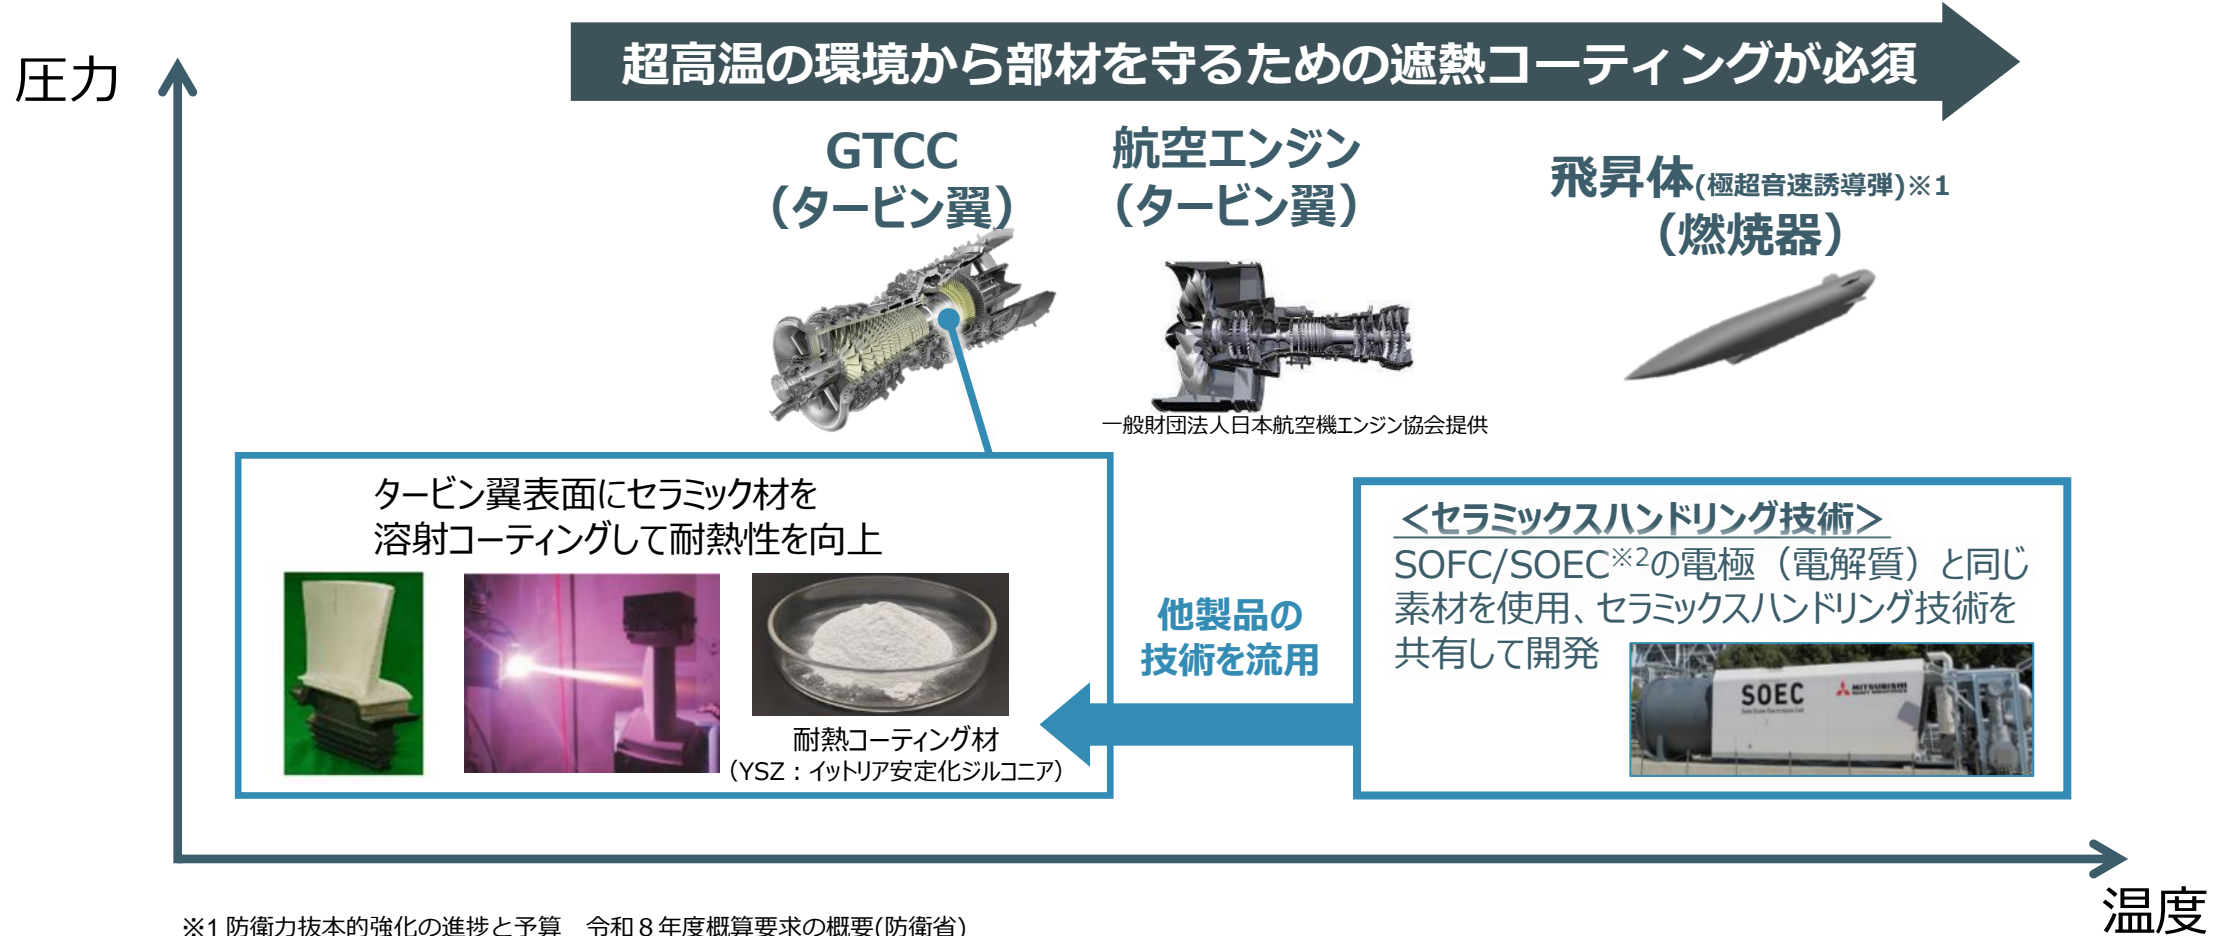 超高温の環境から部材を守るための遮熱コーティングが必須
圧力
GTCC
（タービン翼）
航空エンジン
（タービン翼）
飛昇体(極超音速誘導弾)※1
（燃焼器）
一般財団法人日本航空機エンジン協会提供
タービン翼表面にセラミック材を
溶射コーティングして耐熱性を向上
耐熱コーティング材
（YSZ：イットリア安定化ジルコニア）
他製品の
技術を流用
＜セラミックスハンドリング技術＞
SOFC/SOEC※2の電極（電解質）と同じ
素材を使用、セラミックスハンドリング技術を
共有して開発
SOEC
MITSUBISHI
温度
※1 防衛力抜本的強化の進捗と予算　令和８年度概算要求の概要(防衛省)